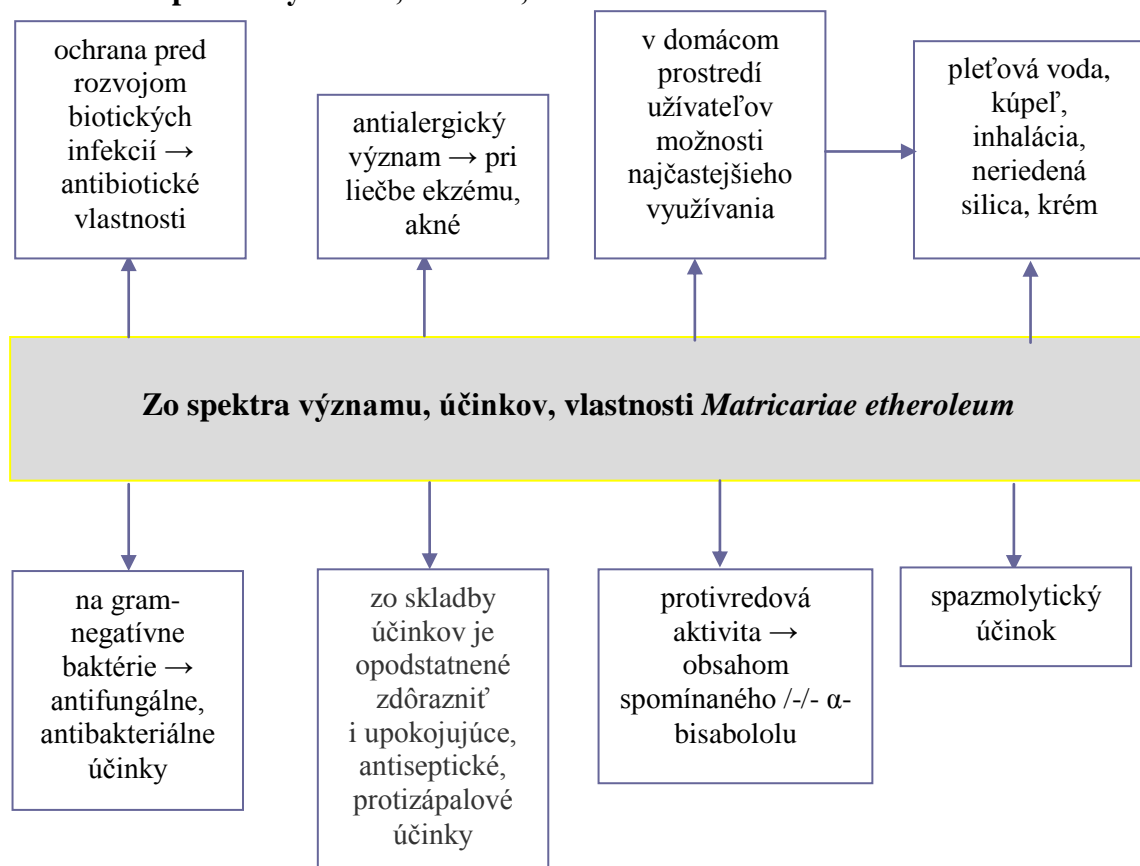 ochrana pred
rozvojom
biotických
infekcií →
antibiotické
vlastnosti
antialergický
význam → pri
liečbe ekzému,
akné
v domácom
prostredí
užívateľov
možnosti
najčastejšieho
využívania
pleťová voda,
kúpeľ,
inhalácia,
neriedená
silica, krém
Zo spektra významu, účinkov, vlastnosti Matricariae etheroleum
na gram-
negatívne
baktérie →
antifungálne,
antibakteriálne
účinky
zo skladby
účinkov je
opodstatnené
zdôrazniť
i upokojujúce,
antiseptické,
protizápalové
účinky
protivredová
aktivita →
obsahom
spomínaného /-/- α-
bisabololu
spazmolytický
účinok